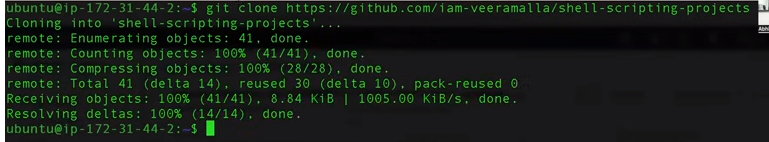 ubuntu@ip-172-31-44-2:~$ git clone https://github.com/iam-veeramalla/shell-scripting-projects
Cloning into 'shell-scripting-projects'...
remote: Enumerating objects: 41, done.
remote: Counting objects: 100% (41/41), done.
remote: Compressing objects: 100% (28/28), done.
remote: Total 41 (delta 14), reused 30 (delta 10), pack-reused 0
Receiving objects: 100% (41/41), 8.84 KiB | 1005.00 KiB/s, done.
Resolving deltas: 100% (14/14), done.
ubuntu@ip-172-31-44-2:~$
Abhi